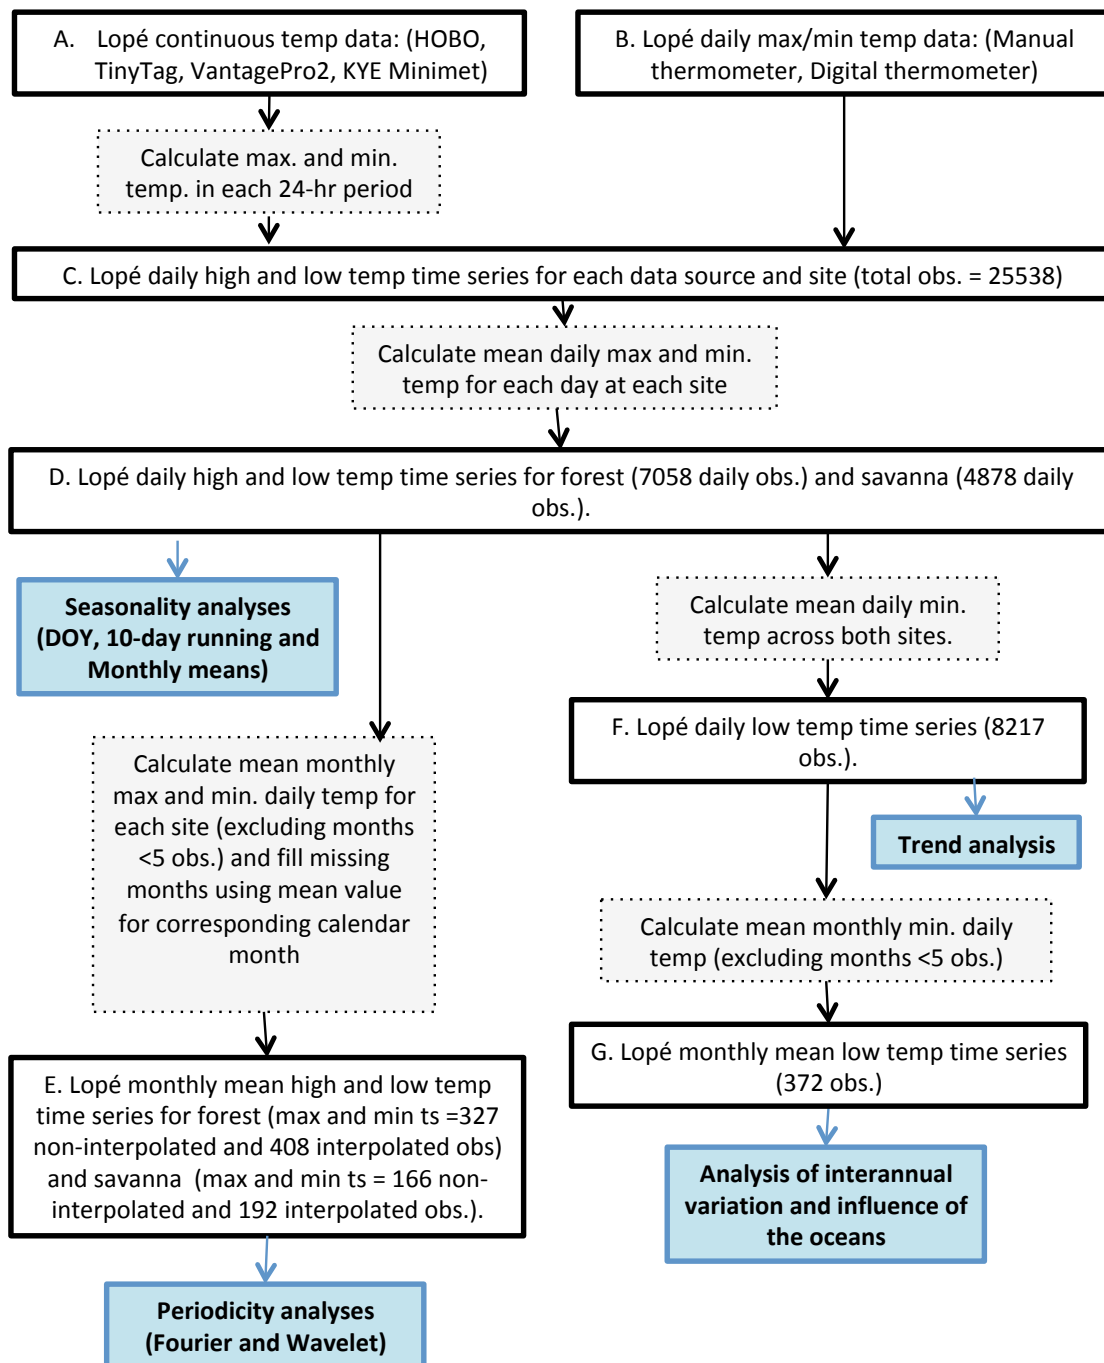 A. Lopé continuous temp data: (HOBO,
TinyTag, VantagePro2, KYE Minimet)
B. Lopé daily max/min temp data: (Manual
thermometer, Digital thermometer)
Calculate max. and min.
temp. in each 24-hr period
C. Lopé daily high and low temp time series for each data source and site (total obs. = 25538)
Calculate mean daily max and min.
temp for each day at each site
D. Lopé daily high and low temp time series for forest (7058 daily obs.) and savanna (4878 daily
obs.).
Seasonality analyses
(DOY, 10-day running and
Monthly means)
Calculate mean daily min.
temp across both sites.
F. Lopé daily low temp time series (8217
obs.).
Trend analysis
Calculate mean monthly
max and min. daily temp for
each site (excluding months
<5 obs.) and fill missing
months using mean value
for corresponding calendar
month
Calculate mean monthly min. daily
temp (excluding months <5 obs.)
G. Lopé monthly mean low temp time series
(372 obs.)
E. Lopé monthly mean high and low temp
time series for forest (max and min ts =327
non-interpolated and 408 interpolated obs)
and savanna (max and min ts = 166 non-
interpolated and 192 interpolated obs.).
Analysis of interannual
variation and influence of
the oceans
Periodicity analyses
(Fourier and Wavelet)